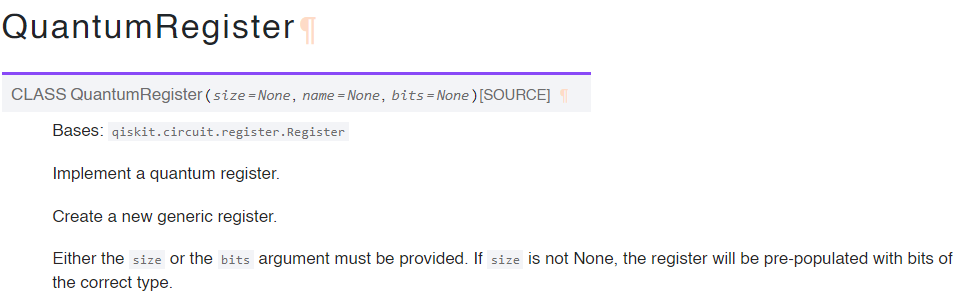 QuantumRegister¶
CLASS QuantumRegister(size=None, name=None, bits=None)[SOURCE] ¶
Bases: qiskit.circuit.register.Register
Implement a quantum register.
Create a new generic register.
Either the size or the bits argument must be provided. If size is not None, the register will be pre-populated with bits of
the correct type.